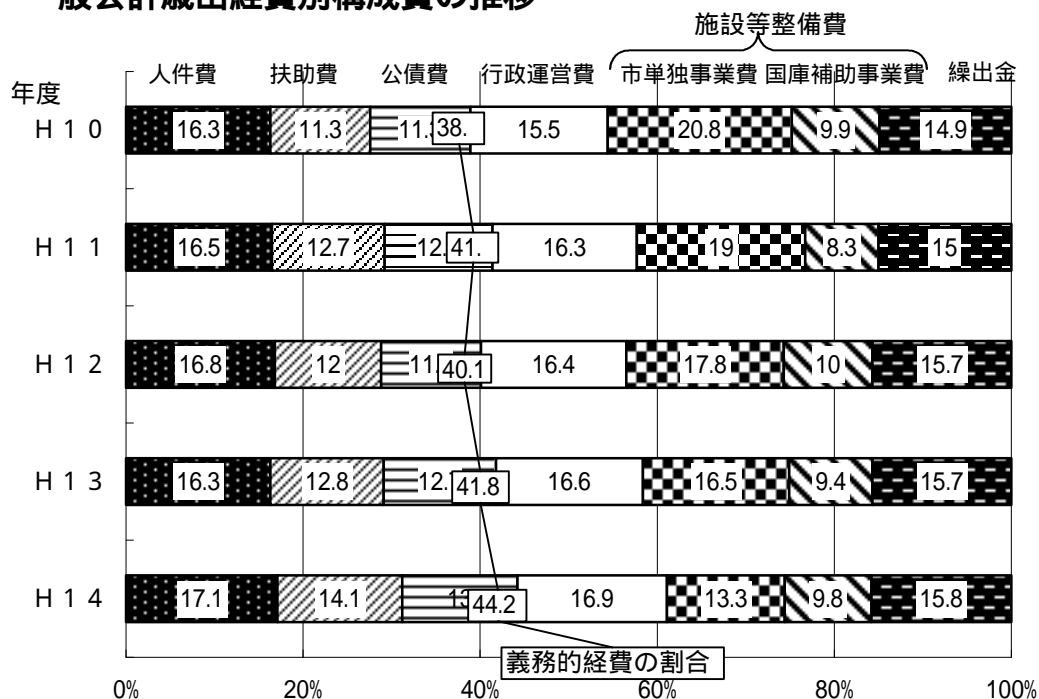 般会計歳出経費別構成費の推移
施設等整備費
人件費 扶助費 公債費 行政運営費 市単独事業費 国庫補助事業費 繰出金
年度
H10 16.3 11.3 11. 38. 15.5 20.8 9.9 14.9
H11 16.5 12.7 12. 41. 16.3 19 8.3 15
H12 16.8 12 11. 40.1 16.4 17.8 10 15.7
H13 16.3 12.8 12. 41.8 16.6 16.5 9.4 15.7
H14 17.1 14.1 44.2 16.9 13.3 9.8 15.8
義務的経費の割合
0% 20% 40% 60% 80% 100%